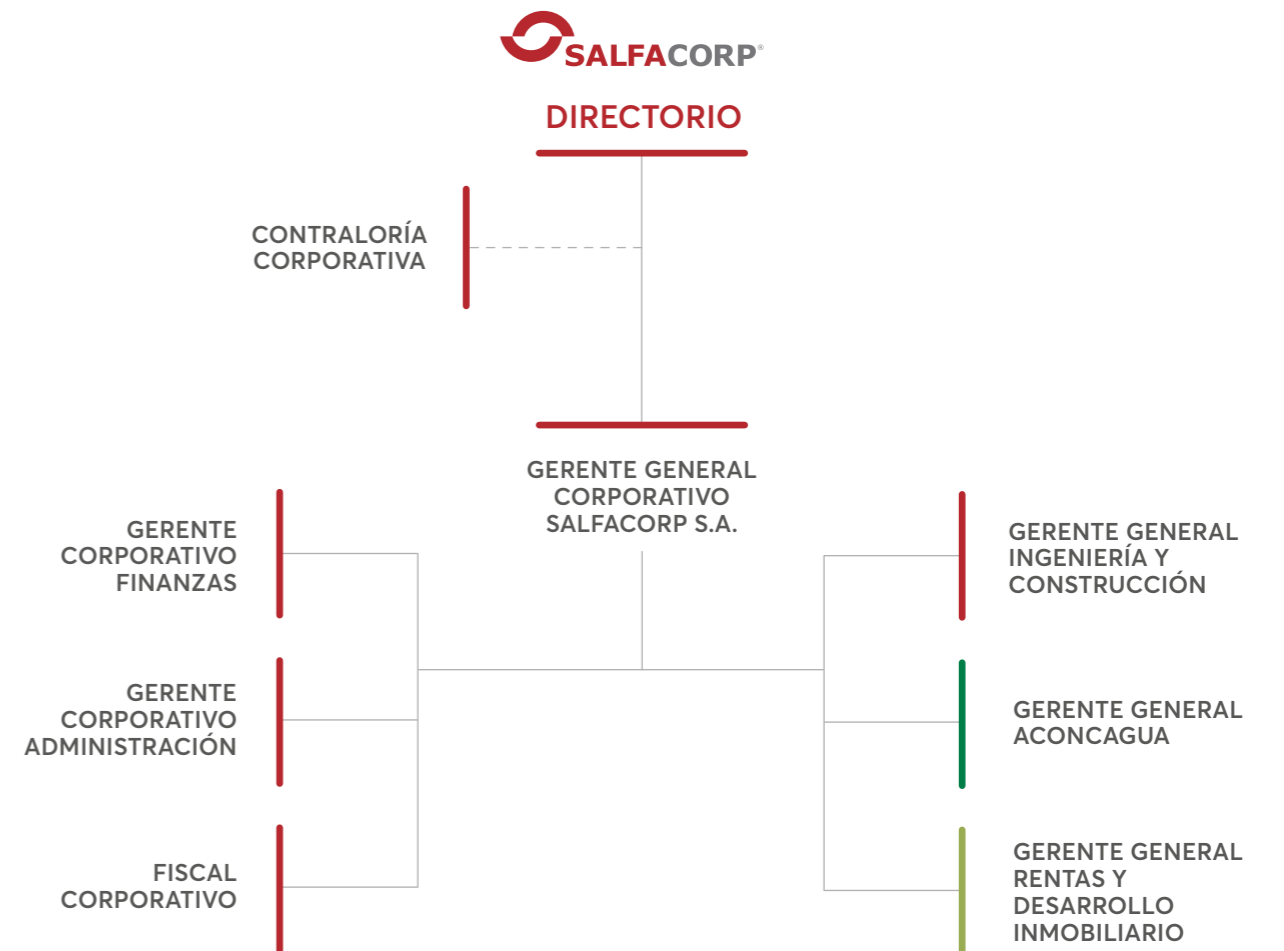 SALFACORP®
DIRECTORIO
CONTRALORÍA
CORPORATIVA
GERENTE GENERAL
CORPORATIVO
SALFACORP S.A.
GERENTE
CORPORATIVO
FINANZAS
GERENTE
CORPORATIVO
ADMINISTRACIÓN
FISCAL
CORPORATIVO
GERENTE GENERAL
INGENIERÍA Y
CONSTRUCCIÓN
GERENTE GENERAL
ACONCAGUA
GERENTE GENERAL
RENTAS Y
DESARROLLO
INMOBILIARIO